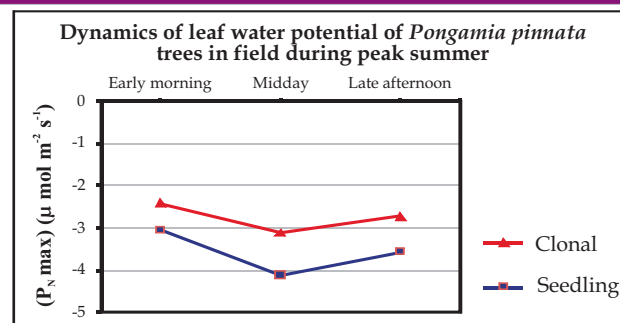 Dynamics of leaf water potential of Pongamia pinnata
trees in field during peak summer
Early morning Midday Late afternoon
0
-1
-2
-3
-4
-5
(P_N max) (μ mol m⁻² s⁻¹)
Clonal
Seedling